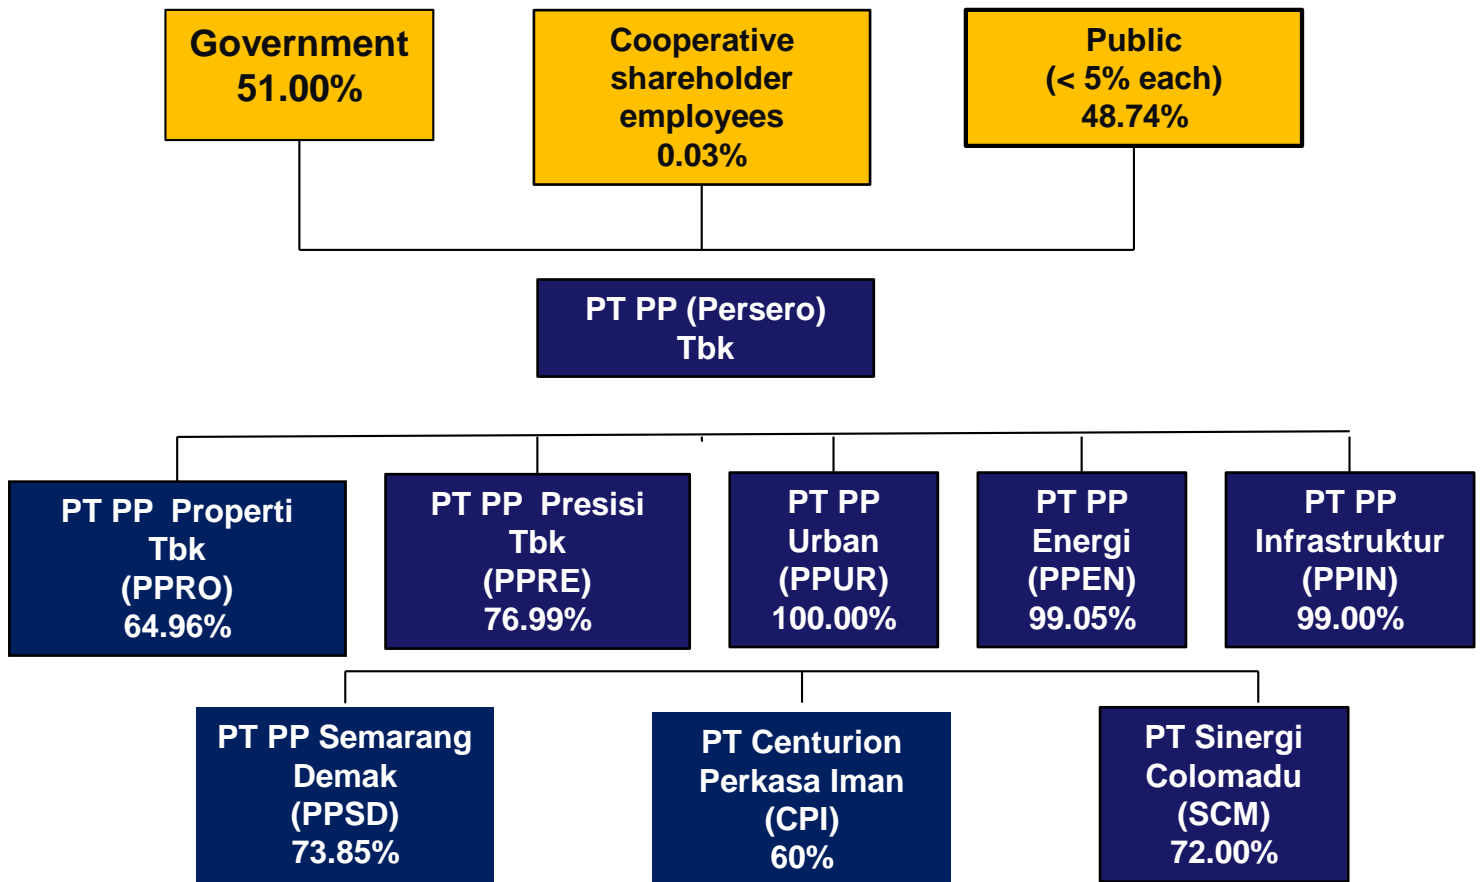 Government
51.00%
Cooperative
shareholder
employees
0.03%
Public
(< 5% each)
48.74%
PT PP (Persero)
Tbk
PT PP  Properti
Tbk
(PPRO)
64.96%
PT PP  Presisi
Tbk
(PPRE)
76.99%
PT PP
Urban
(PPUR)
100.00%
PT PP
Energi
(PPEN)
99.05%
PT PP
Infrastruktur
(PPIN)
99.00%
PT PP Semarang
Demak
(PPSD)
73.85%
PT Centurion
Perkasa Iman
(CPI)
60%
PT Sinergi
Colomadu
(SCM)
72.00%